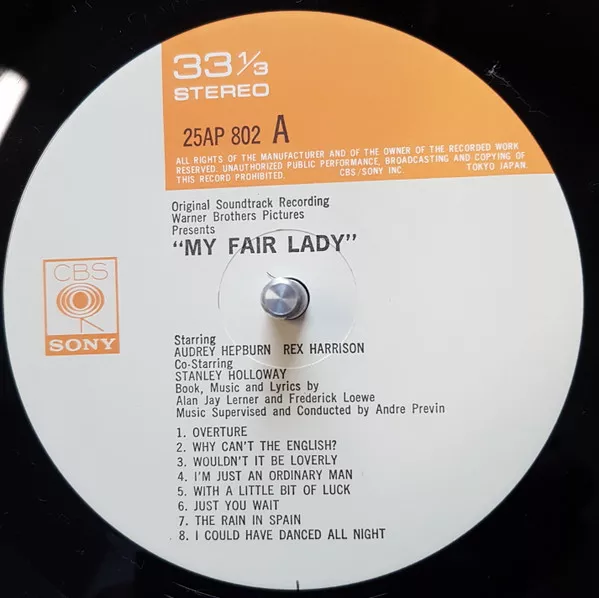 33 1/3
STEREO
25AP 802 A
ALL RIGHTS OF THE MANUFACTURER AND OF THE OWNER OF THE RECORDED WORK
RESERVED. UNAUTHORIZED PUBLIC PERFORMANCE, BROADCASTING AND COPYING OF
THIS RECORD PROHIBITED. CBS/SONY INC. TOKYO JAPAN.
Original Soundtrack Recording
Warner Brothers Pictures
Presents
“MY FAIR LADY”
CBS
SONY
Starring
AUDREY HEPBURN REX HARRISON
Co-Starring
STANLEY HOLLOWAY
Book, Music and Lyrics by
Alan Jay Lerner and Frederick Loewe
Music Supervised and Conducted by Andre Previn
1. OVERTURE
2. WHY CAN'T THE ENGLISH?
3. WOULDN'T IT BE LOVERLY
4. I'M JUST AN ORDINARY MAN
5. WITH A LITTLE BIT OF LUCK
6. JUST YOU WAIT
7. THE RAIN IN SPAIN
8. I COULD HAVE DANCED ALL NIGHT